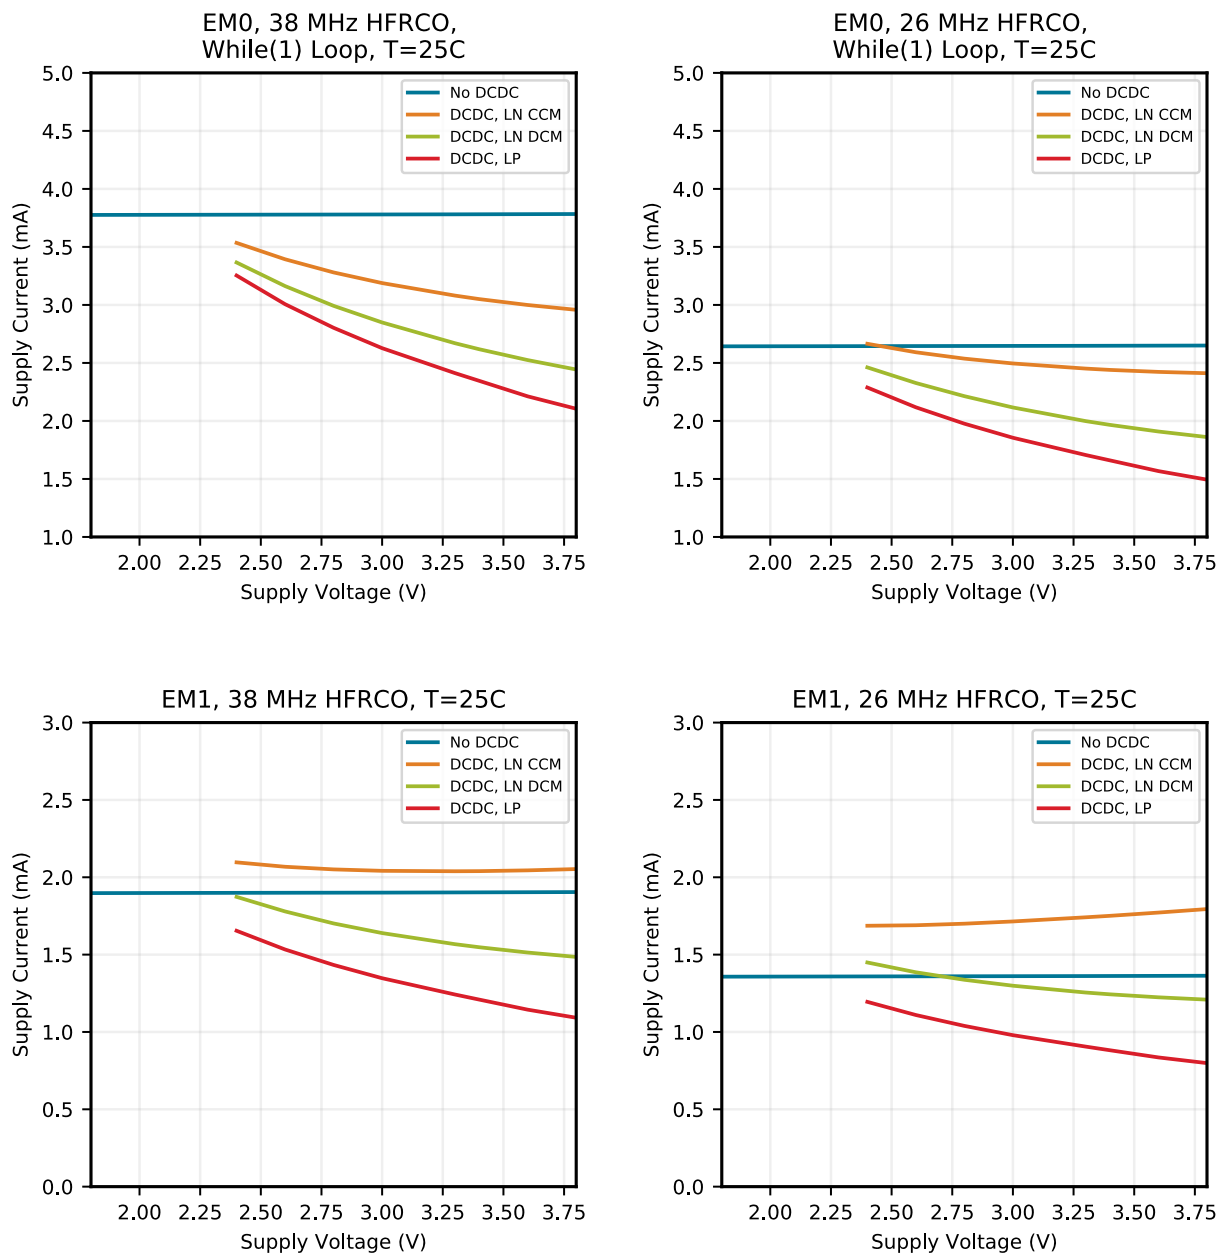 EM0, 38 MHz HFRCO,
While(1) Loop, T=25C
5.0
4.5
4.0
3.5
3.0
2.5
2.0
1.5
1.0
Supply Current (mA)
No DCDC
DCDC, LN CCM
DCDC, LN DCM
DCDC, LP
2.00 2.25 2.50 2.75 3.00 3.25 3.50 3.75
Supply Voltage (V)
EM0, 26 MHz HFRCO,
While(1) Loop, T=25C
5.0
4.5
4.0
3.5
3.0
2.5
2.0
1.5
1.0
Supply Current (mA)
No DCDC
DCDC, LN CCM
DCDC, LN DCM
DCDC, LP
2.00 2.25 2.50 2.75 3.00 3.25 3.50 3.75
Supply Voltage (V)
EM1, 38 MHz HFRCO, T=25C
3.0
2.5
2.0
1.5
1.0
0.5
0.0
Supply Current (mA)
No DCDC
DCDC, LN CCM
DCDC, LN DCM
DCDC, LP
2.00 2.25 2.50 2.75 3.00 3.25 3.50 3.75
Supply Voltage (V)
EM1, 26 MHz HFRCO, T=25C
3.0
2.5
2.0
1.5
1.0
0.5
0.0
Supply Current (mA)
No DCDC
DCDC, LN CCM
DCDC, LN DCM
DCDC, LP
2.00 2.25 2.50 2.75 3.00 3.25 3.50 3.75
Supply Voltage (V)